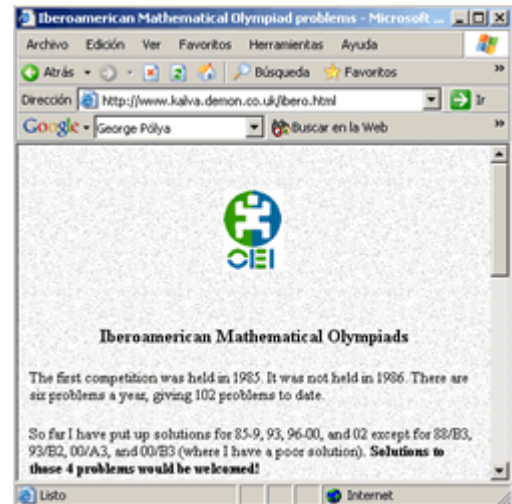 Iberoamerican Mathematical Olympiad problems - Microsoft ...
Archivo Edición Ver Favoritos Herramientas Ayuda
Atrás Búsqueda Favoritos »
Dirección http://www.kalva.demon.co.uk/ibero.html Ir
Google George Pólya Buscar en la Web »
OEI
Iberoamerican Mathematical Olympiads
The first competition was held in 1985. It was not held in 1986. There are
six problems a year, giving 102 problems to date.
So far I have put up solutions for 85-9, 93, 96-00, and 02 except for 88/B3,
93/B2, 00/A3, and 00/B3 (where I have a poor solution). Solutions to
those 4 problems would be welcomed!
Listo Internet